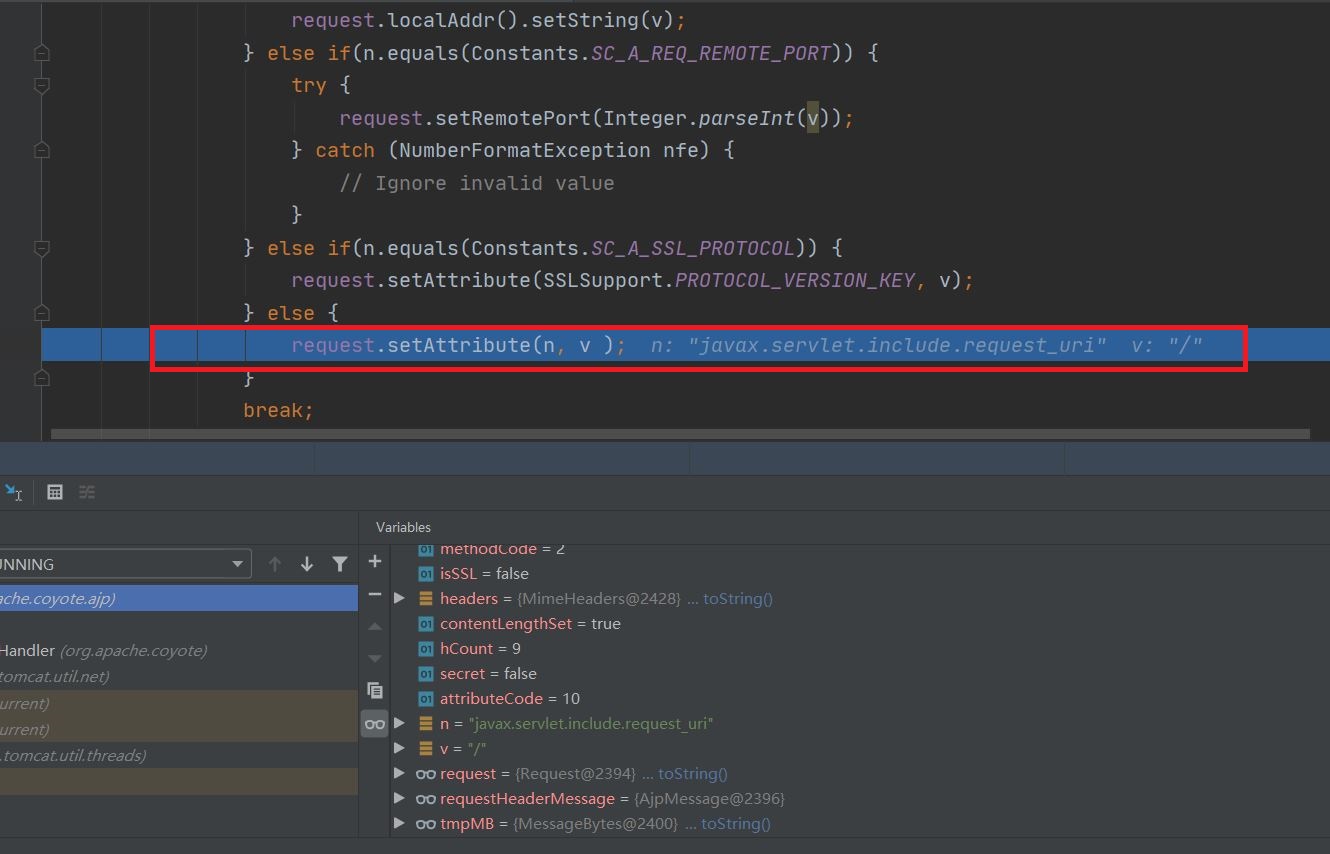 request.localAddr().setString(v);
} else if(n.equals(Constants.SC_A_REQ_REMOTE_PORT)) {
try {
request.setRemotePort(Integer.parseInt(v));
} catch (NumberFormatException nfe) {
// Ignore invalid value
}
} else if(n.equals(Constants.SC_A_SSL_PROTOCOL)) {
request.setAttribute(SSLSupport.PROTOCOL_VERSION_KEY, v);
} else {
request.setAttribute(n, v ); n: "javax.servlet.include.request_uri" v: "/"
}
break;
Variables
UNNING
ache.coyote.ajp)
Handler (org.apache.coyote)
tomcat.util.net)
urrent)
urrent)
.tomcat.util.threads)
methodCode = 2
isSSL = false
headers = {MimeHeaders@2428} ... toString()
contentLengthSet = true
hCount = 9
secret = false
attributeCode = 10
n = "javax.servlet.include.request_uri"
v = "/"
request = {Request@2394} ... toString()
requestHeaderMessage = {AjpMessage@2396}
tmpMB = {MessageBytes@2400} ... toString()